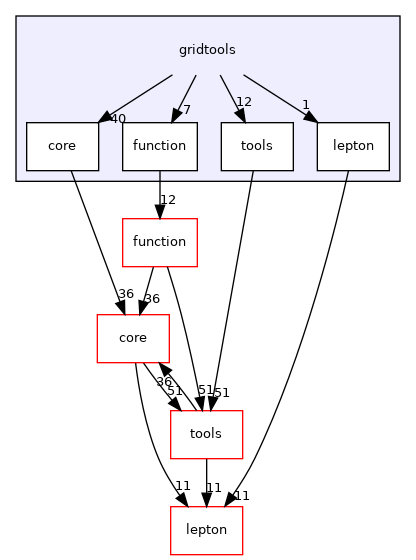 gridtools
40 7 12 1
core function tools lepton
12
function
36 36
core
51 51
36 51
tools
11 11 11
lepton